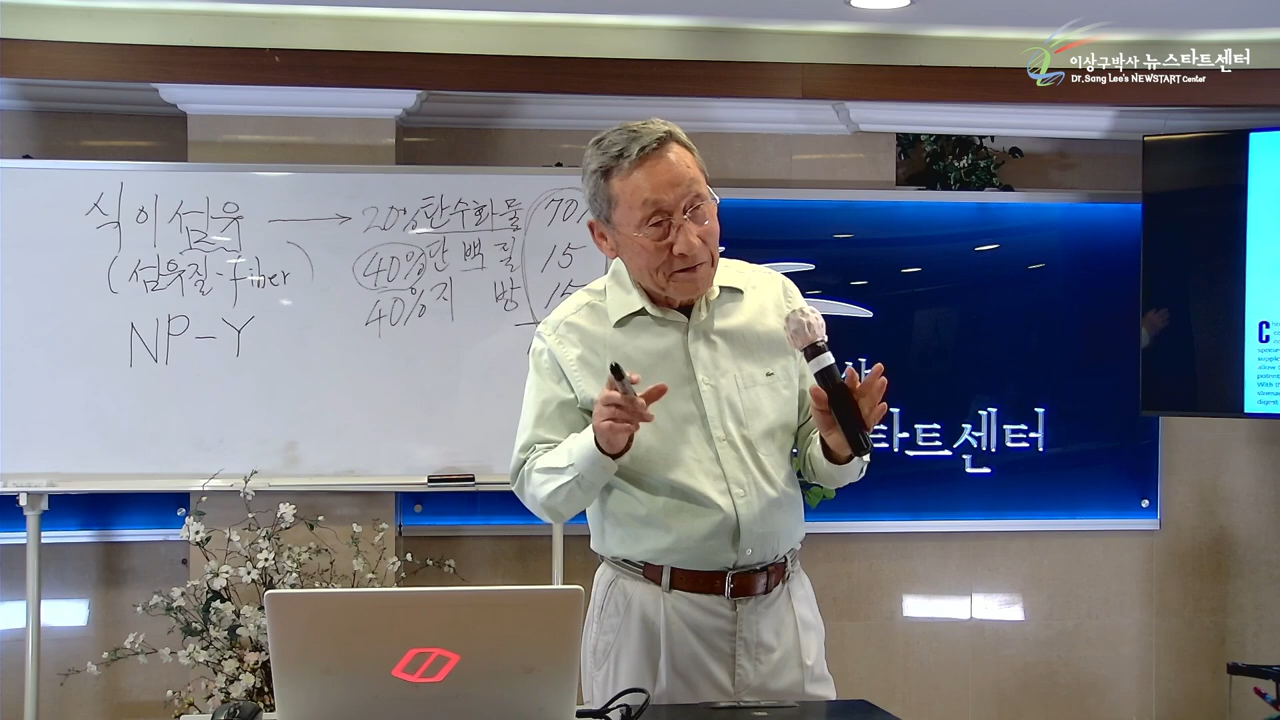 이상구박사 뉴스타트센터
Dr. Sang Lee's NEWSTART Center
식이섬유 → 20% 탄수화물 70%
(섬유질-fiber) 40% 단백질 15
NP-Y 40% 지방 15
타트센터